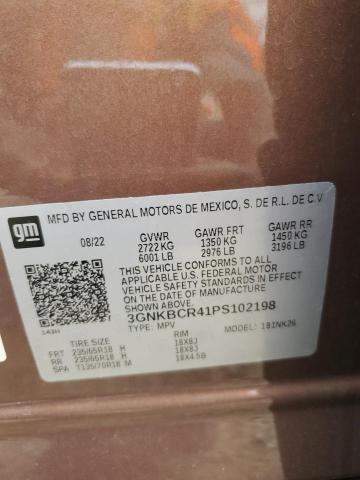 MFD BY GENERAL MOTORS DE MEXICO, S. DE R.L. DE C.V.
gm
08/22 GVWR GAWR FRT GAWR RR
2722 KG 1350 KG 1450 KG
6001 LB 2976 LB 3196 LB
THIS VEHICLE CONFORMS TO ALL
APPLICABLE U.S. FEDERAL MOTOR
VEHICLE SAFETY STANDARDS IN EFFECT
ON THE DATE OF MANUFACTURE SHOWN ABOVE.
143H
3GNKBCR41PS102198
TYPE: MPV MODEL: 181NK26
TIRE SIZE RIM
FRT 235/65R18 H 18X8J
RR 235/65R18 H 18X8J
SPA T135/70R18 M 18X4.5B